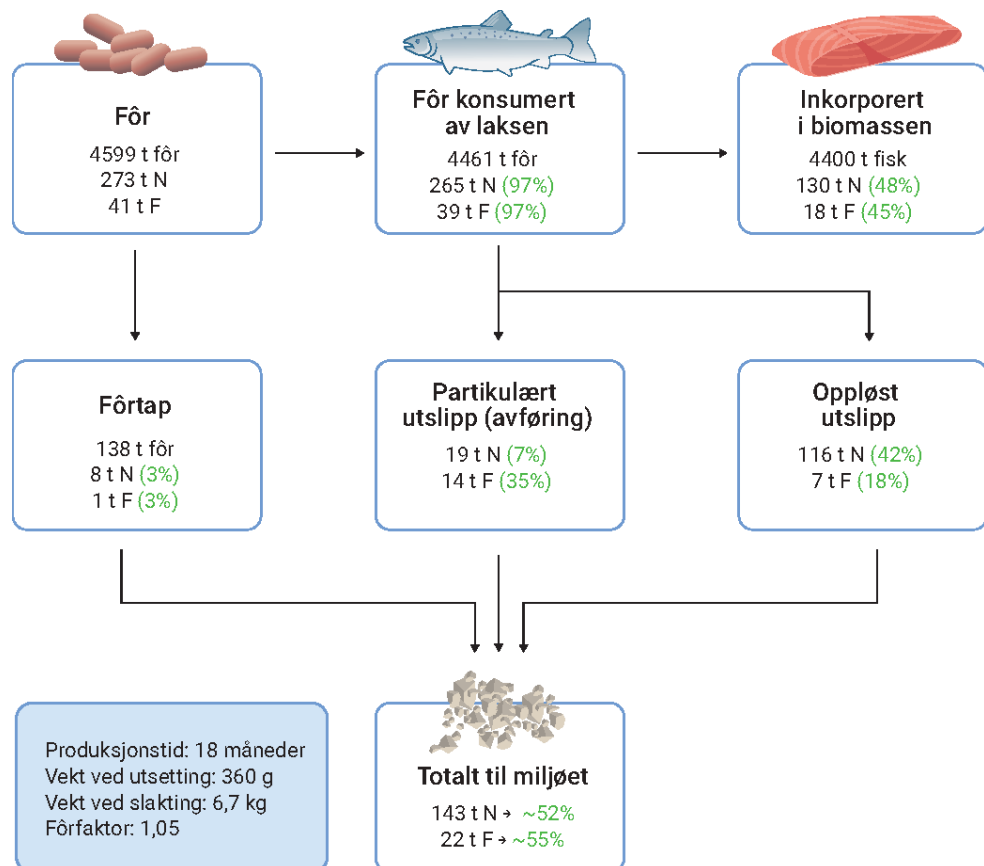 Fôr
4599 t fôr
273 t N
41 t F
Fôr konsumert
av laksen
4461 t fôr
265 t N (97%)
39 t F (97%)
Inkorporert
i biomassen
4400 t fisk
130 t N (48%)
18 t F (45%)
Fôrtap
138 t fôr
8 t N (3%)
1 t F (3%)
Partikulært
utslipp (avføring)
19 t N (7%)
14 t F (35%)
Oppløst
utslipp
116 t N (42%)
7 t F (18%)
Produksjonstid: 18 måneder
Vekt ved utsetting: 360 g
Vekt ved slakting: 6,7 kg
Fôrfaktor: 1,05
Totalt til miljøet
143 t N → ~52%
22 t F → ~55%